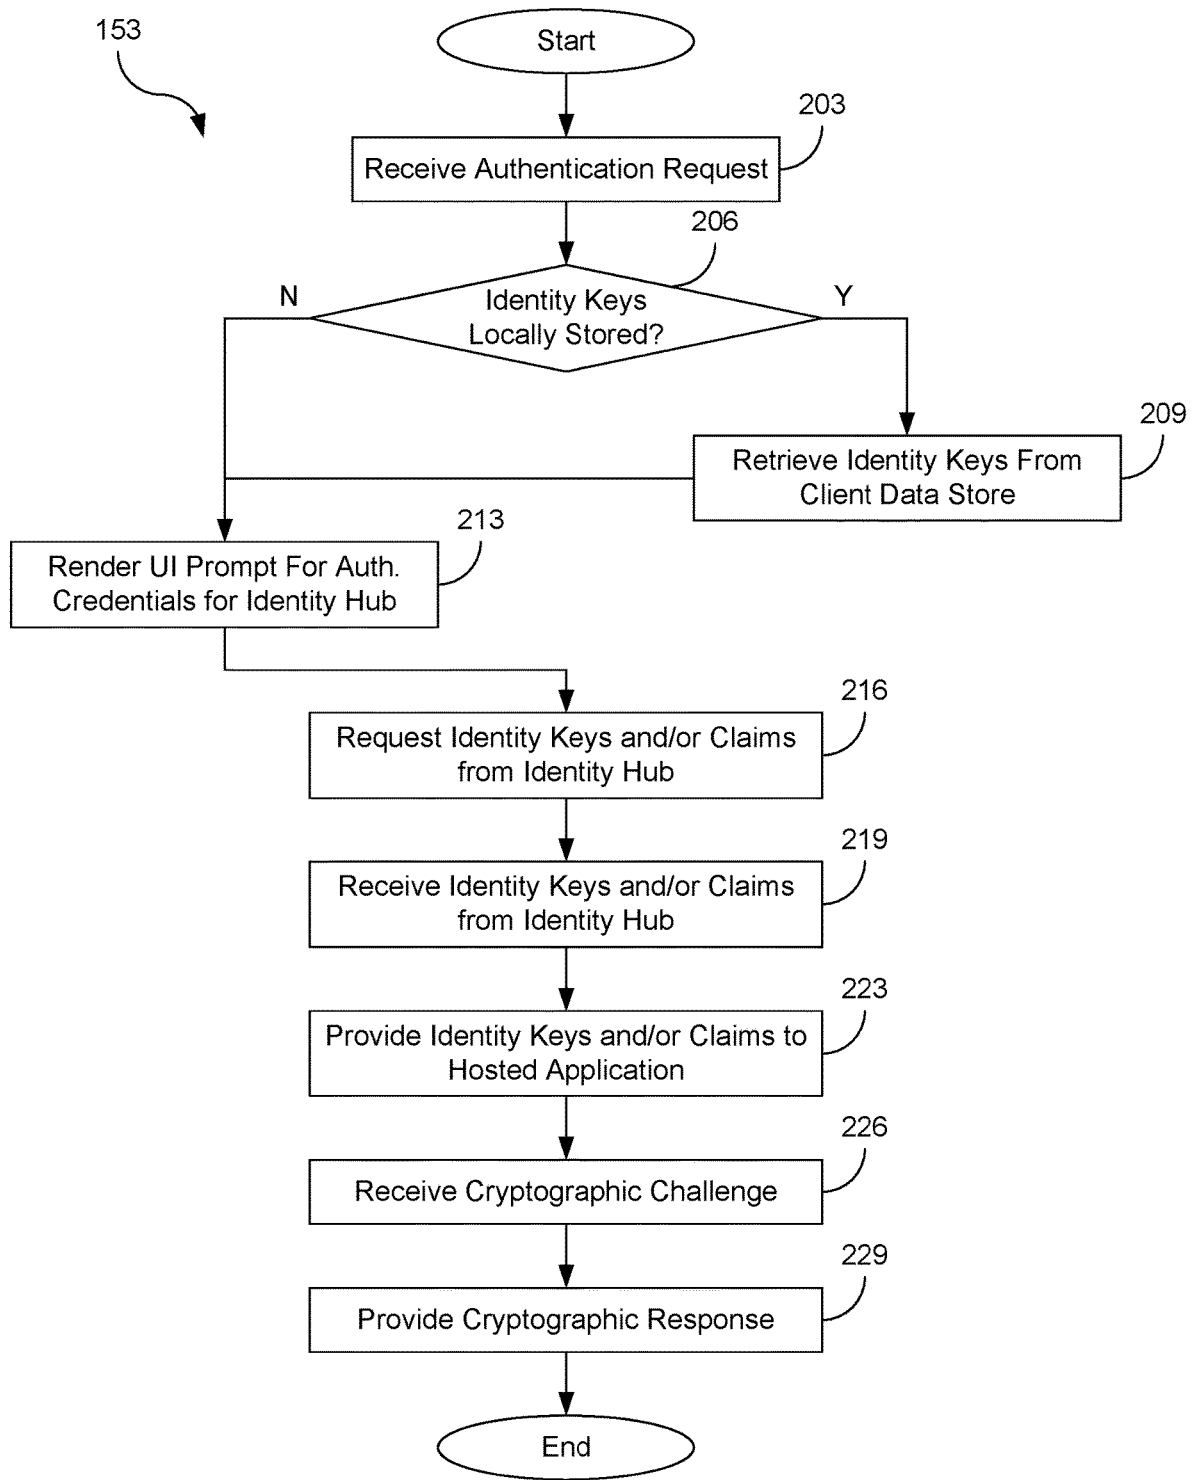 153
Start
203
Receive Authentication Request
206
N
Identity Keys
Locally Stored?
Y
209
Retrieve Identity Keys From
Client Data Store
213
Render UI Prompt For Auth.
Credentials for Identity Hub
216
Request Identity Keys and/or Claims
from Identity Hub
219
Receive Identity Keys and/or Claims
from Identity Hub
223
Provide Identity Keys and/or Claims to
Hosted Application
226
Receive Cryptographic Challenge
229
Provide Cryptographic Response
End